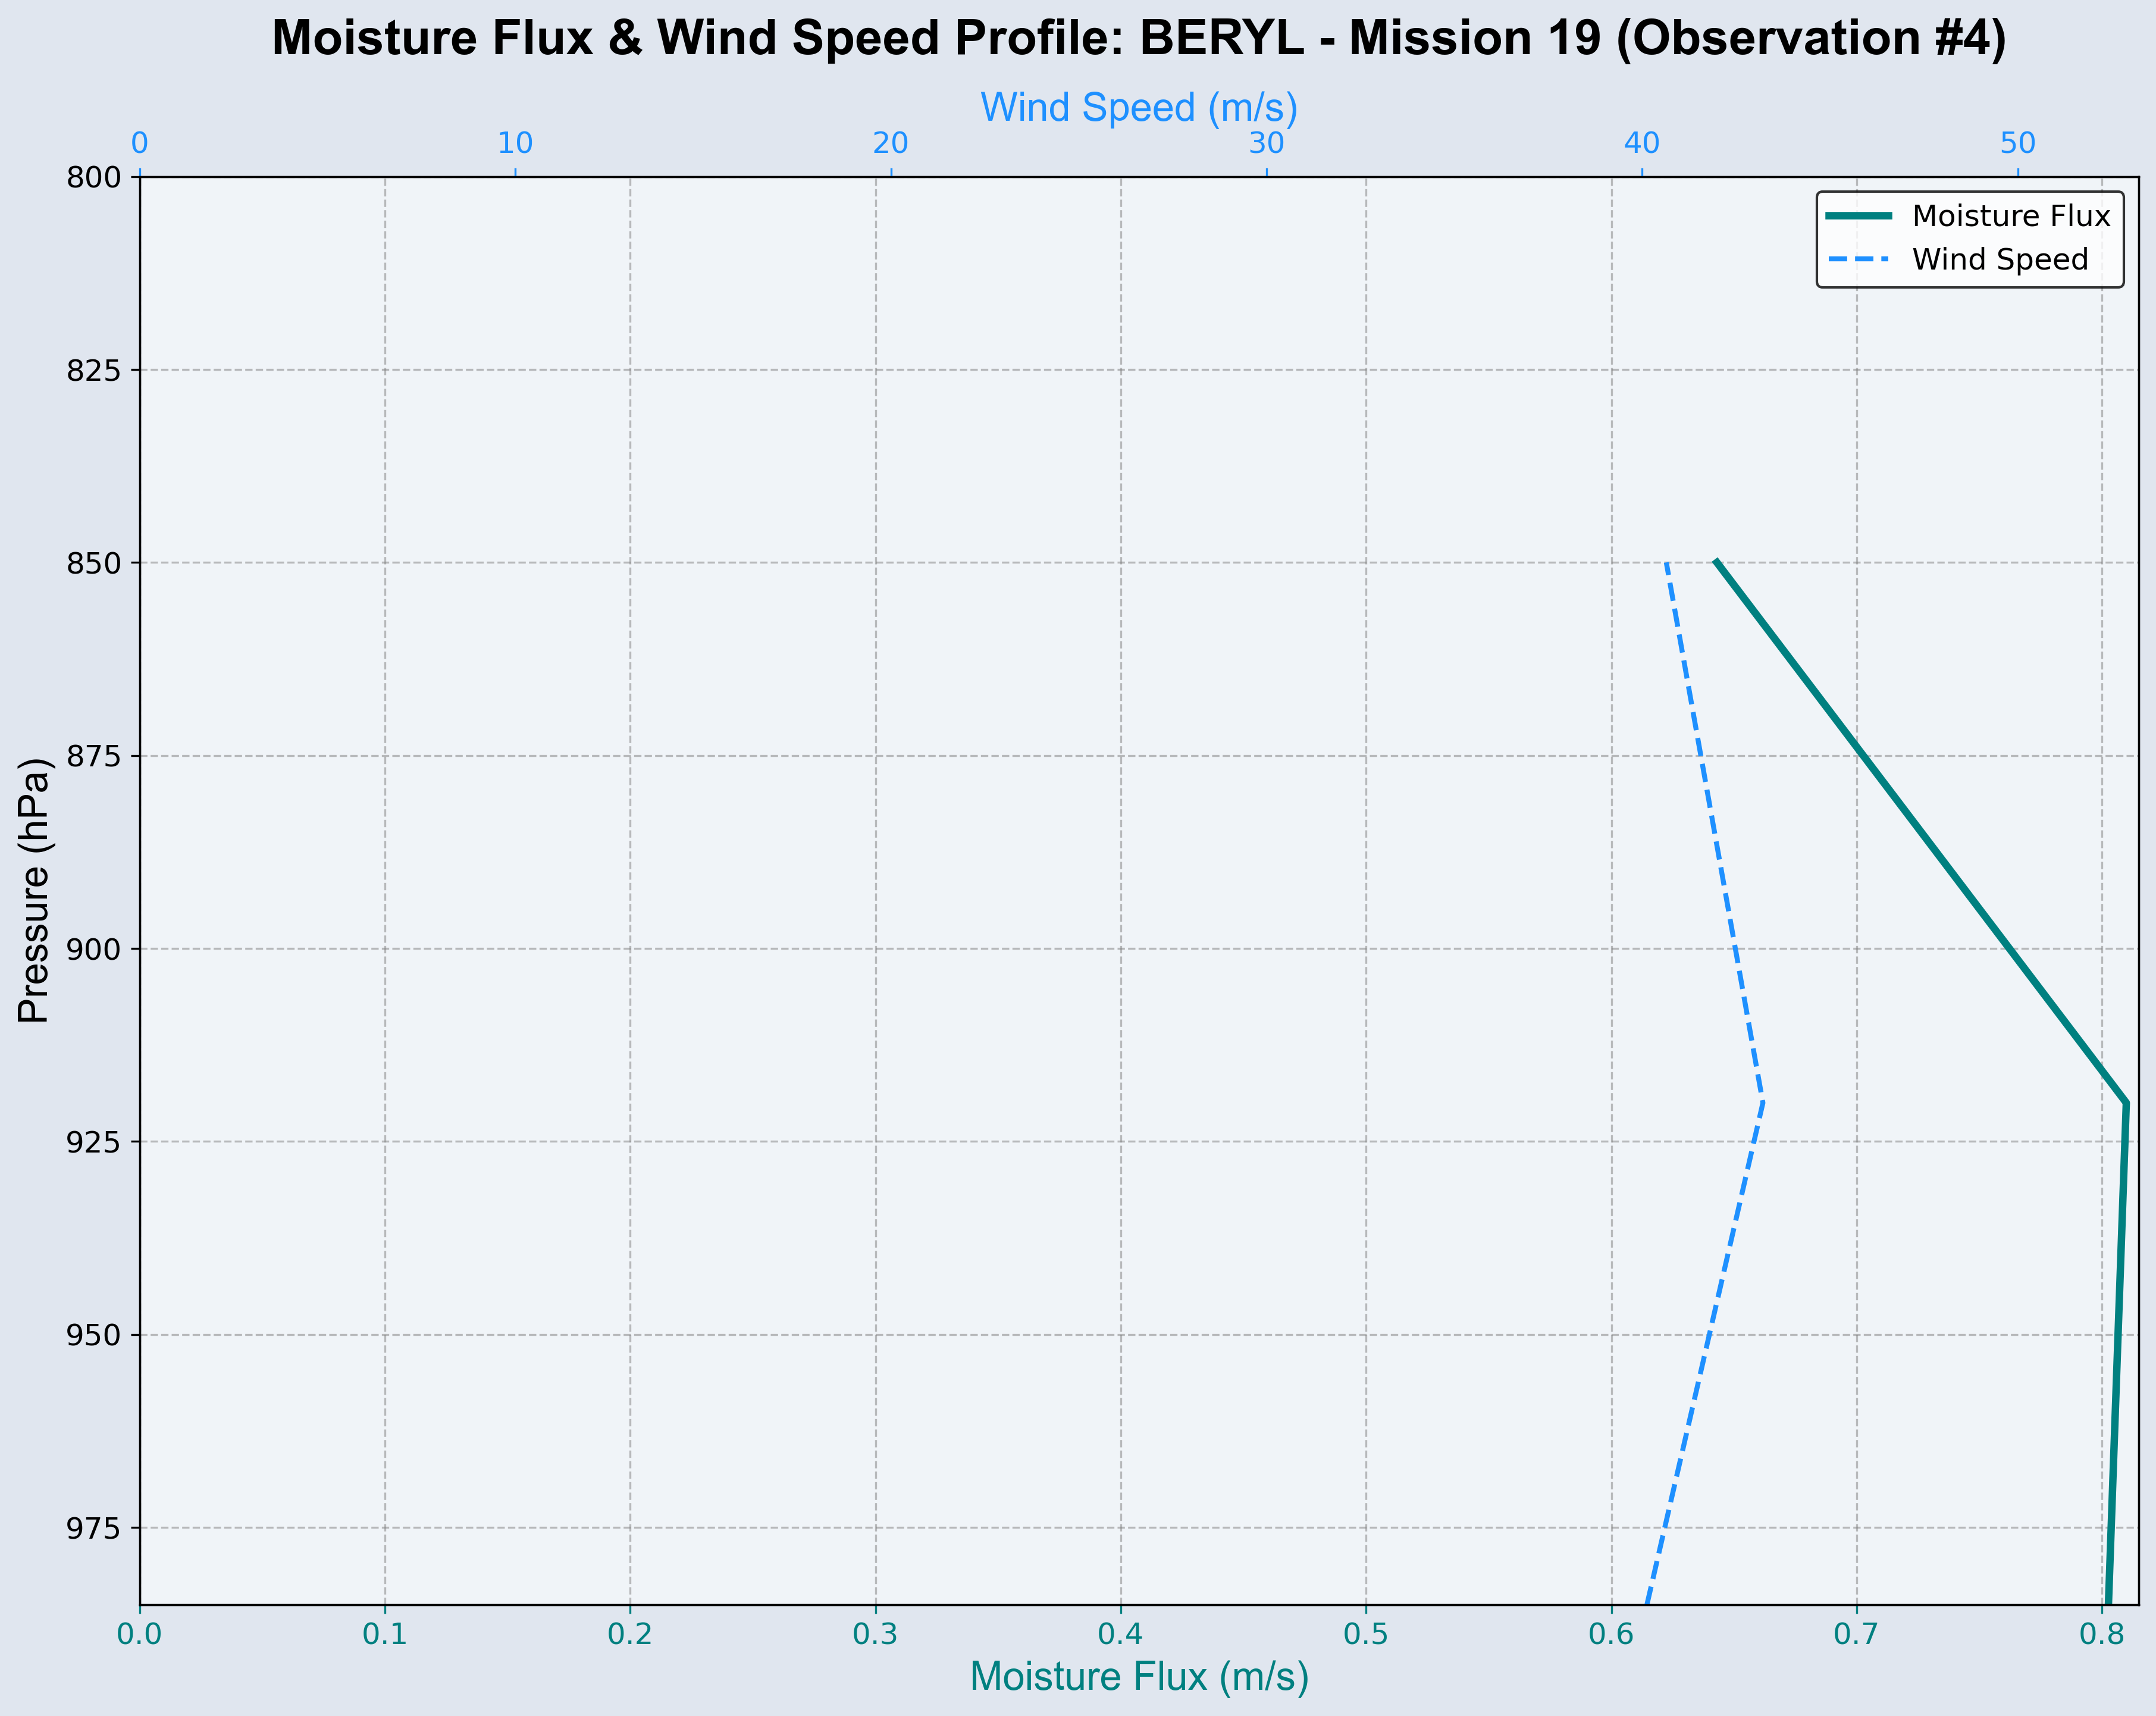 Moisture Flux & Wind Speed Profile: BERYL - Mission 19 (Observation #4)
Wind Speed (m/s)
0 10 20 30 40 50
Moisture Flux
Wind Speed
800
825
850
875
900
925
950
975
Pressure (hPa)
0.0 0.1 0.2 0.3 0.4 0.5 0.6 0.7 0.8
Moisture Flux (m/s)